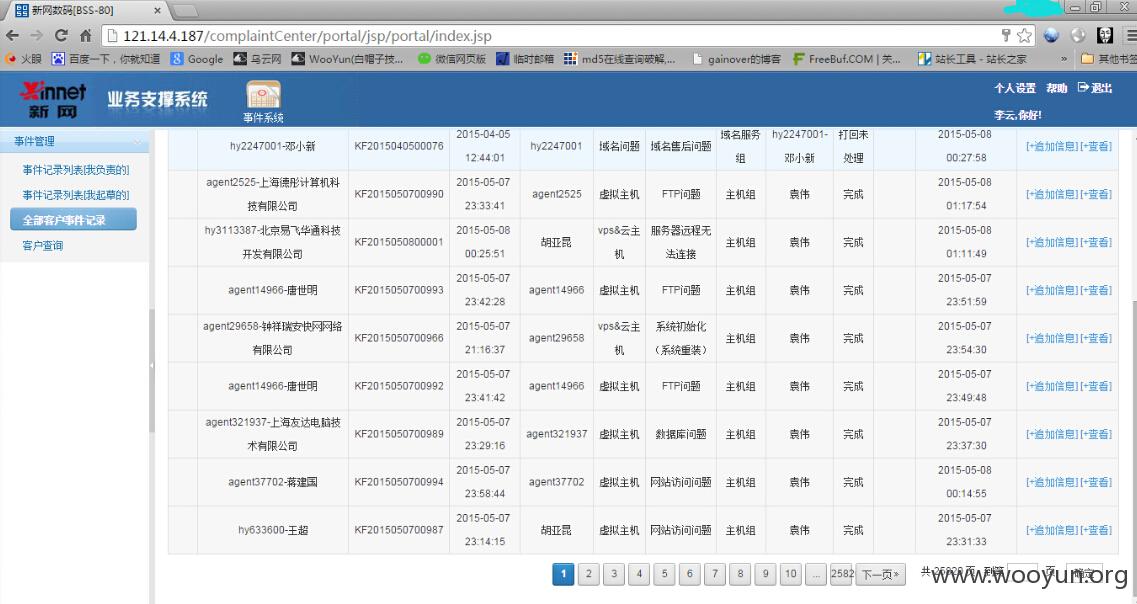 新网数码[BSS-80]
121.14.4.187/complaintCenter/portal/jsp/portal/index.jsp
火眼 百度一下，你就知道 Google 乌云网 WooYun(白帽子技... 微信网页版 临时邮箱 md5在线查询破解,... gainover的博客 FreeBuf.COM | 关... 站长工具 - 站长之家 » 其他书签
Xinnet 新网 业务支撑系统 事件系统
个人设置 帮助 退出
李云,你好!
事件管理
事件记录列表[我负责的]
事件记录列表[我起草的]
全部客户事件记录
客户查询
hy2247001-邓小新 KF2015040500076 2015-04-05 12:44:01 hy2247001 域名问题 域名售后问题 域名服务组 hy2247001-邓小新 打回未处理 2015-05-08 00:27:58 [+追加信息][+查看]
agent2525-上海德彤计算机科技有限公司 KF2015050700990 2015-05-07 23:33:41 agent2525 虚拟主机 FTP问题 主机组 袁伟 完成 2015-05-08 01:17:54 [+追加信息][+查看]
hy3113387-北京易飞华通科技开发有限公司 KF2015050800001 2015-05-08 00:25:51 胡亚昆 vps&云主机 服务器远程无法连接 主机组 袁伟 完成 2015-05-08 01:11:49 [+追加信息][+查看]
agent14966-唐世明 KF2015050700993 2015-05-07 23:42:28 agent14966 虚拟主机 FTP问题 主机组 袁伟 完成 2015-05-07 23:51:59 [+追加信息][+查看]
agent29658-钟祥瑞安快网网络有限公司 KF2015050700966 2015-05-07 21:16:37 agent29658 vps&云主机 系统初始化（系统重装） 主机组 袁伟 完成 2015-05-07 23:54:30 [+追加信息][+查看]
agent14966-唐世明 KF2015050700992 2015-05-07 23:41:42 agent14966 虚拟主机 FTP问题 主机组 袁伟 完成 2015-05-07 23:49:48 [+追加信息][+查看]
agent321937-上海友达电脑技术有限公司 KF2015050700989 2015-05-07 23:29:16 agent321937 虚拟主机 数据库问题 主机组 袁伟 完成 2015-05-07 23:37:30 [+追加信息][+查看]
agent37702-蒋建国 KF2015050700994 2015-05-07 23:58:44 agent37702 虚拟主机 网站访问问题 主机组 袁伟 完成 2015-05-08 00:14:55 [+追加信息][+查看]
hy633600-王超 KF2015050700987 2015-05-07 23:14:15 胡亚昆 虚拟主机 网站访问问题 主机组 袁伟 完成 2015-05-07 23:31:33 [+追加信息][+查看]
1 2 3 4 5 6 7 8 9 10 ... 2582 下一页» 共 到第 页 确定
www.wooyun.org